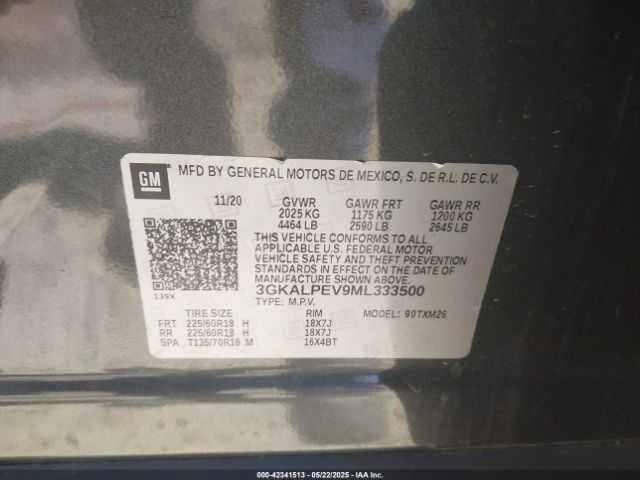 GM MFD BY GENERAL MOTORS DE MEXICO, S. DE R.L. DE C.V.
11/20 GVWR GAWR FRT GAWR RR
2025 KG 1175 KG 1200 KG
4464 LB 2590 LB 2645 LB
THIS VEHICLE CONFORMS TO ALL
APPLICABLE U.S. FEDERAL MOTOR
VEHICLE SAFETY AND THEFT PREVENTION
STANDARDS IN EFFECT ON THE DATE OF
MANUFACTURE SHOWN ABOVE.
139X 3GKALPEV9ML333500
TYPE: M.P.V.
TIRE SIZE RIM MODEL: 90TXM26
FRT 225/60R18 H 18X7J
RR 225/60R18 H 18X7J
SPA T135/70R16 M 16X4BT
000-42341513 - 05/22/2025 - IAAI.COM